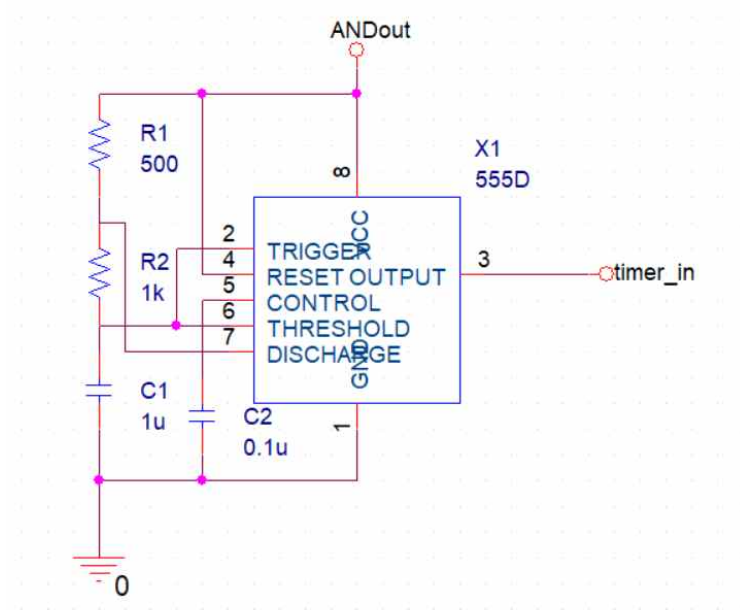 ANDout
R1
500
X1
555D
8
VCC
2
TRIGGER
4
RESET
OUTPUT
3
timer_in
R2
1k
5
CONTROL
6
THRESHOLD
7
DISCHARGE
GND
C1
1u
C2
0.1u
1
0